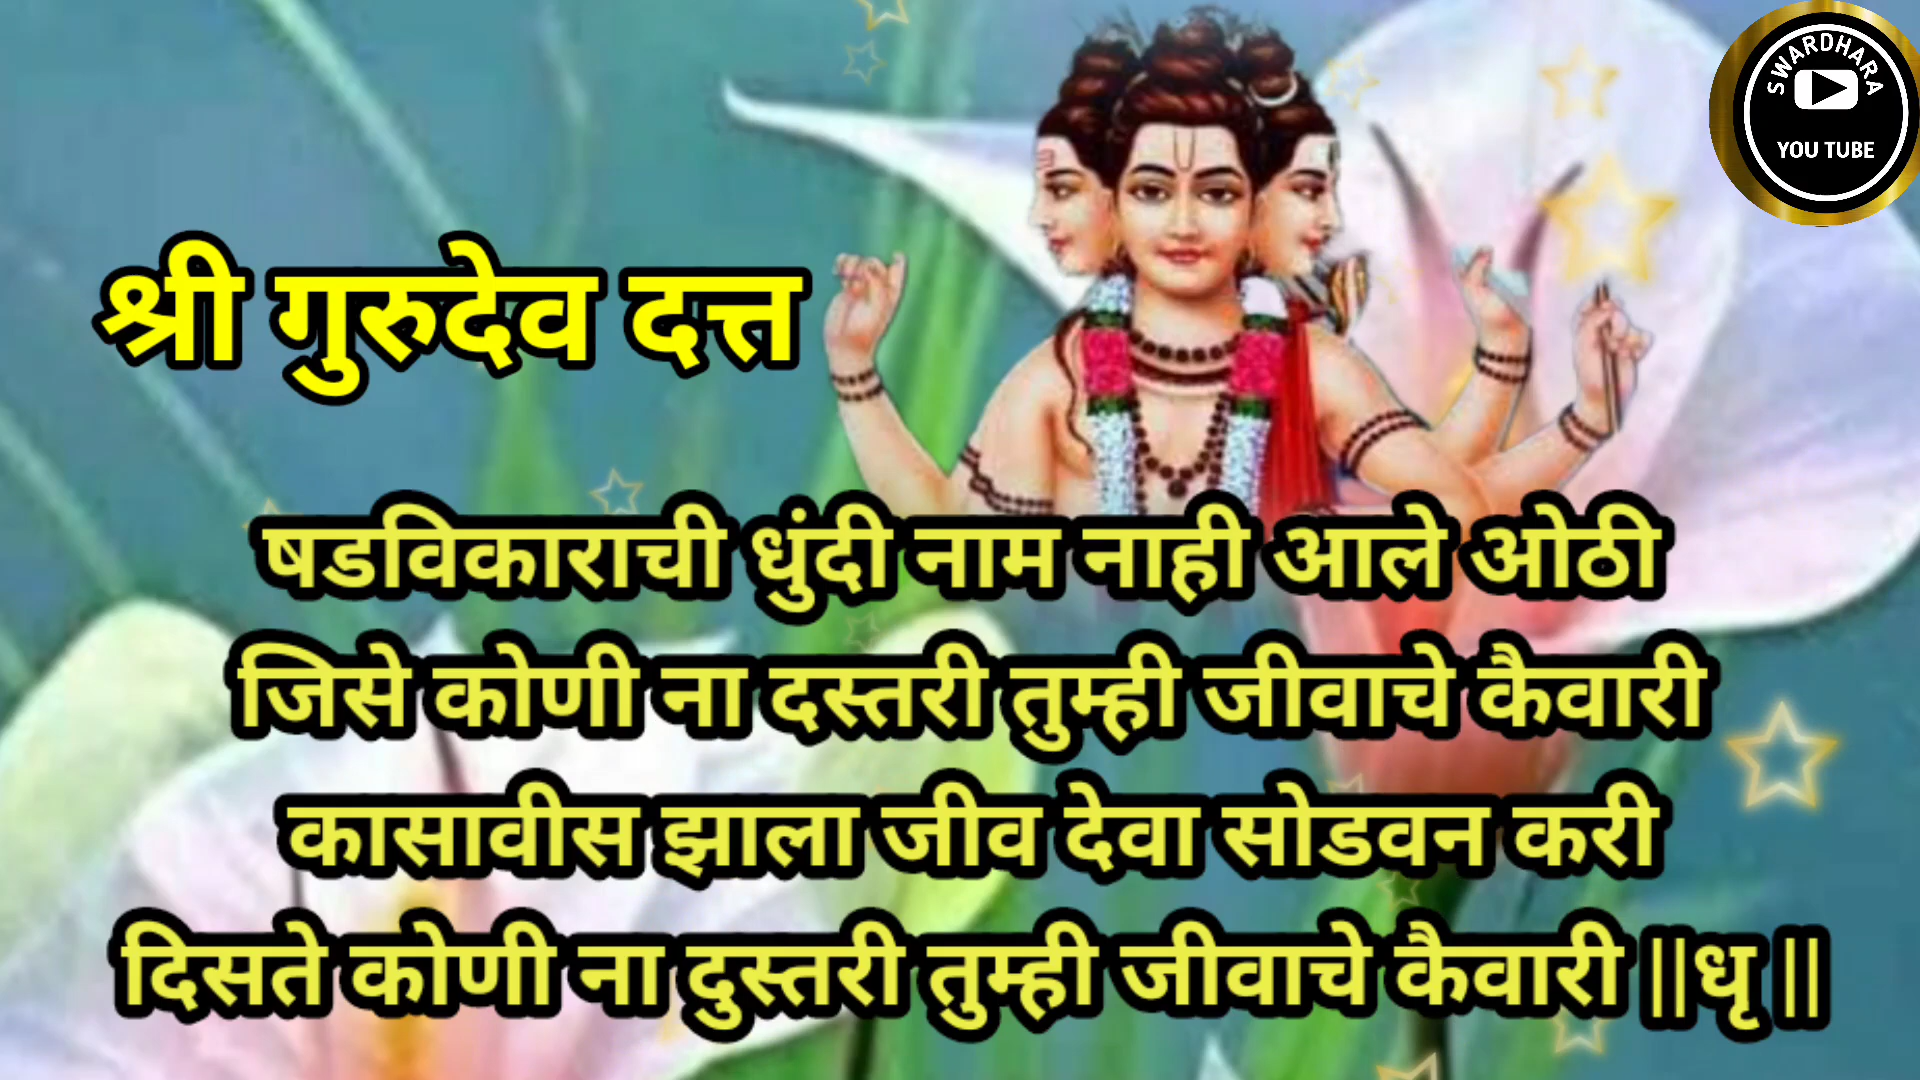 SWARDHARA
YOU TUBE
श्री गुरुदेव दत्त
षडविकाराची धुंदी नाम नाही आले ओठी
जिसे कोणी ना दस्तरी तुम्ही जीवाचे कैवारी
कासावीस झाला जीव देवा सोडवन करी
दिसते कोणी ना दुस्तरी तुम्ही जीवाचे कैवारी ||धृ ||